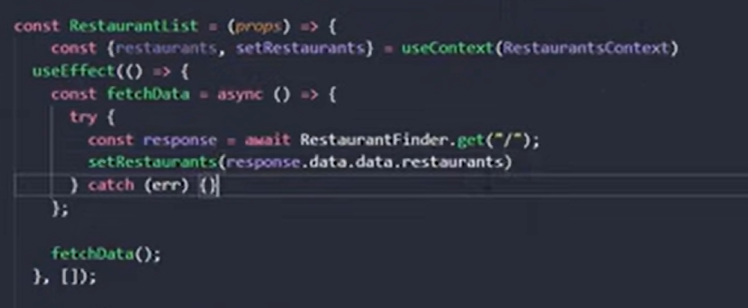 const RestaurantList = (props) => {
const {restaurants, setRestaurants} = useContext(RestaurantsContext)
useEffect(() => {
const fetchData = async () => {
try {
const response = await RestaurantFinder.get("/");
setRestaurants(response.data.data.restaurants)
} catch (err) {}
};
fetchData();
}, []);